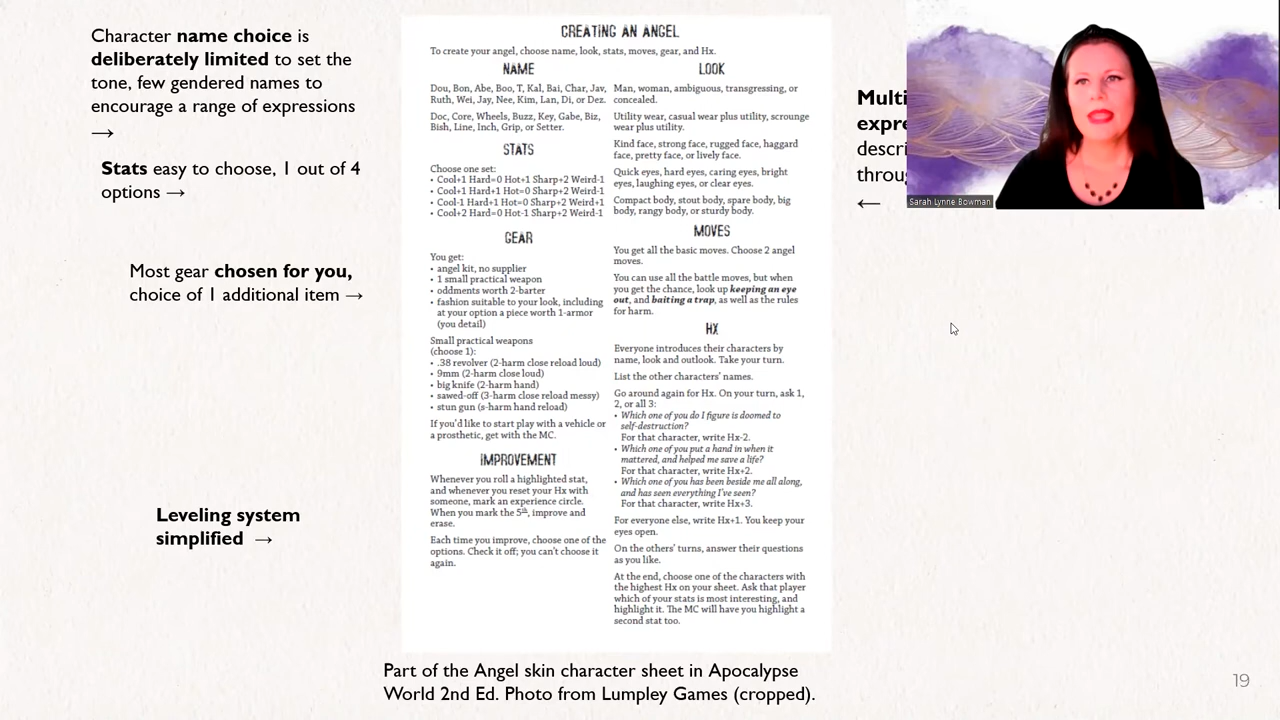 Character name choice is
deliberately limited to set the
tone, few gendered names to
encourage a range of expressions
→
Stats easy to choose, 1 out of 4
options →
Most gear chosen for you,
choice of 1 additional item →
Leveling system
simplified →
CREATING AN ANGEL
To create your angel, choose name, look, stats, moves, gear, and Hx.
NAME
Dou, Bon, Abe, Boo, T, Kal, Bai, Char, Jav,
Ruth, Wei, Jay, Nee, Kim, Lan, Di, or Dez.
Doc, Core, Wheels, Buzz, Key, Gabe, Biz,
Bish, Line, Inch, Grip, or Setter.
STATS
Choose one set:
• Cool+1 Hard=0 Hot+1 Sharp+2 Weird-1
• Cool+1 Hard+1 Hot=0 Sharp+2 Weird-1
• Cool-1 Hard+1 Hot=0 Sharp+2 Weird+1
• Cool+2 Hard=0 Hot-1 Sharp+2 Weird-1
GEAR
You get:
• angel kit, no supplier
• 1 small practical weapon
• oddments worth 2-barter
• fashion suitable to your look, including
at your option a piece worth 1-armor
(you detail)
Small practical weapons
(choose 1):
• .38 revolver (2-harm close reload loud)
• 9mm (2-harm close loud)
• big knife (2-harm hand)
• sawed-off (3-harm close reload messy)
• stun gun (s-harm hand reload)
If you'd like to start play with a vehicle or
a prosthetic, get with the MC.
IMPROVEMENT
Whenever you roll a highlighted stat,
and whenever you reset your Hx with
someone, mark an experience circle.
When you mark the 5th, improve and
erase.
Each time you improve, choose one of the
options. Check it off; you can't choose it
again.
LOOK
Man, woman, ambiguous, transgressing, or
concealed.
Utility wear, casual wear plus utility, scrounge
wear plus utility.
Kind face, strong face, rugged face, haggard
face, pretty face, or lively face.
Quick eyes, hard eyes, caring eyes, bright
eyes, laughing eyes, or clear eyes.
Compact body, stout body, spare body, big
body, rangy body, or sturdy body.
MOVES
You get all the basic moves. Choose 2 angel
moves.
You can use all the battle moves, but when
you get the chance, look up keeping an eye
out, and baiting a trap, as well as the rules
for harm.
HX
Everyone introduces their characters by
name, look and outlook. Take your turn.
List the other characters' names.
Go around again for Hx. On your turn, ask 1,
2, or all 3:
• Which one of you do I figure is doomed to
self-destruction?
For that character, write Hx-2.
• Which one of you put a hand in when it
mattered, and helped me save a life?
For that character, write Hx+2.
• Which one of you has been beside me all along,
and has seen everything I've seen?
For that character, write Hx+3.
For everyone else, write Hx+1. You keep your
eyes open.
On the others' turns, answer their questions
as you like.
At the end, choose one of the characters with
the highest Hx on your sheet. Ask that player
which of your stats is most interesting, and
highlight it. The MC will have you highlight a
second stat too.
Multi
expre
descri
throu
←
Sarah Lynne Bowman
Part of the Angel skin character sheet in Apocalypse
World 2nd Ed. Photo from Lumpley Games (cropped).
19